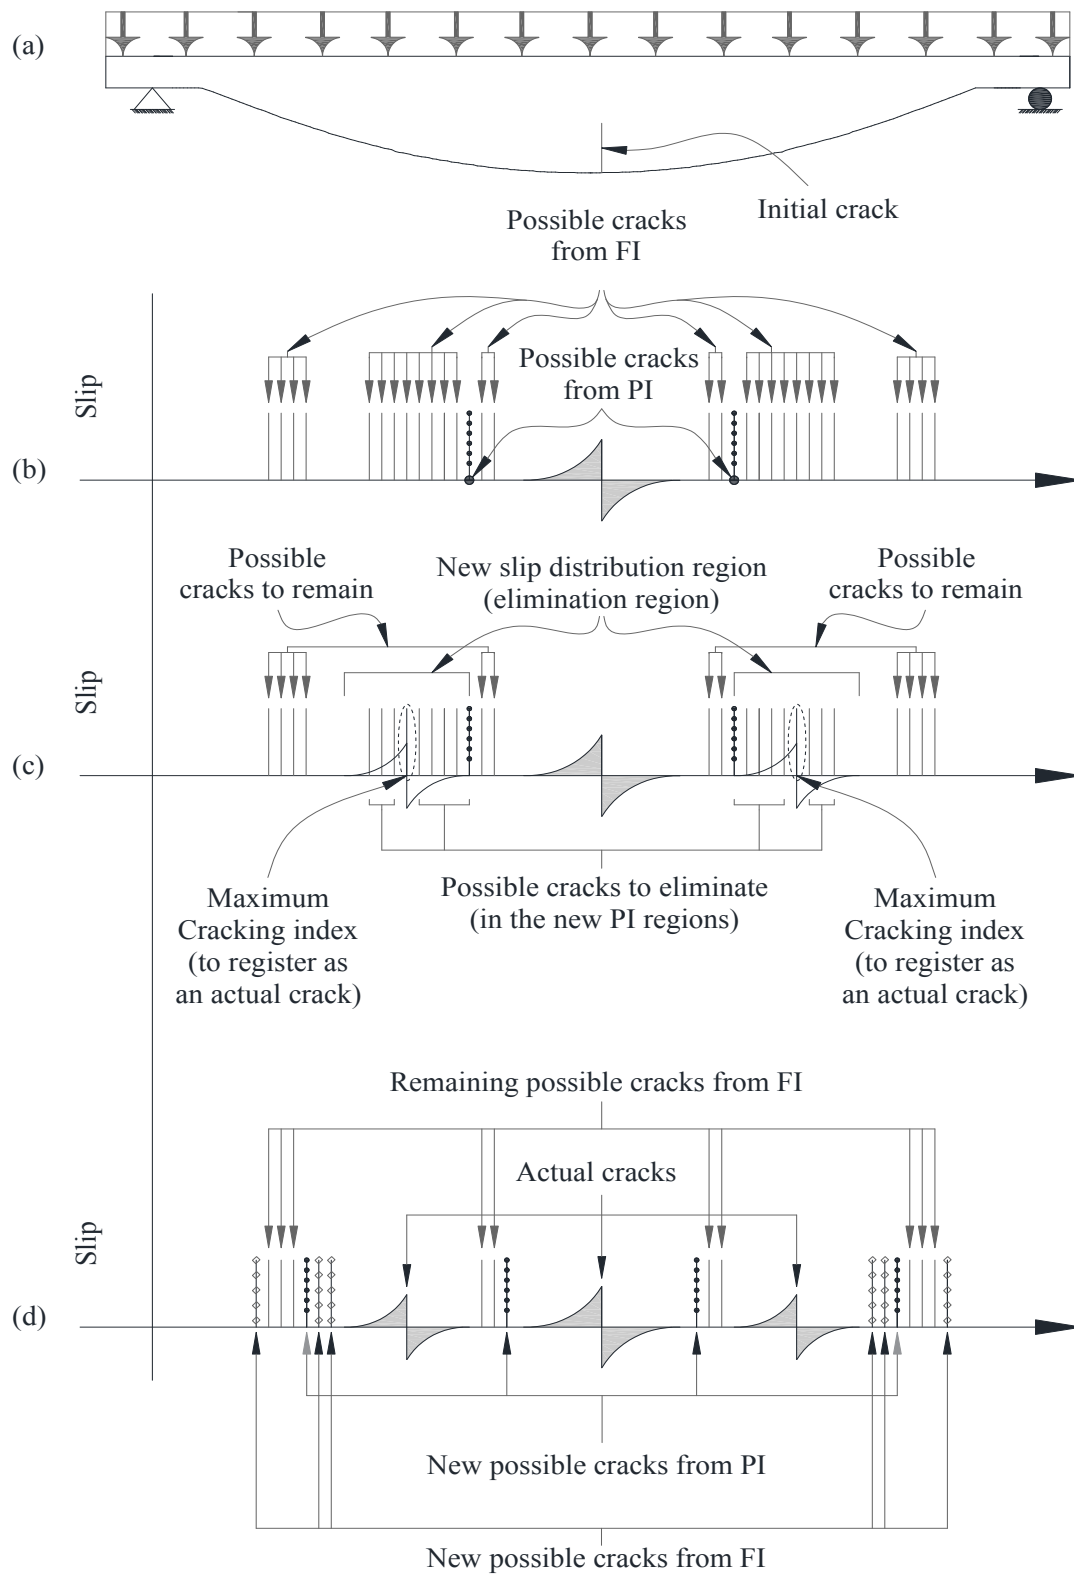 (a)
Initial crack
Possible cracks
from FI
Possible cracks
from PI
Slip
(b)
Possible
cracks to remain
New slip distribution region
(elimination region)
Possible
cracks to remain
Slip
(c)
Maximum
Cracking index
(to register as
an actual crack)
Possible cracks to eliminate
(in the new PI regions)
Maximum
Cracking index
(to register as
an actual crack)
Remaining possible cracks from FI
Actual cracks
Slip
(d)
New possible cracks from PI
New possible cracks from FI